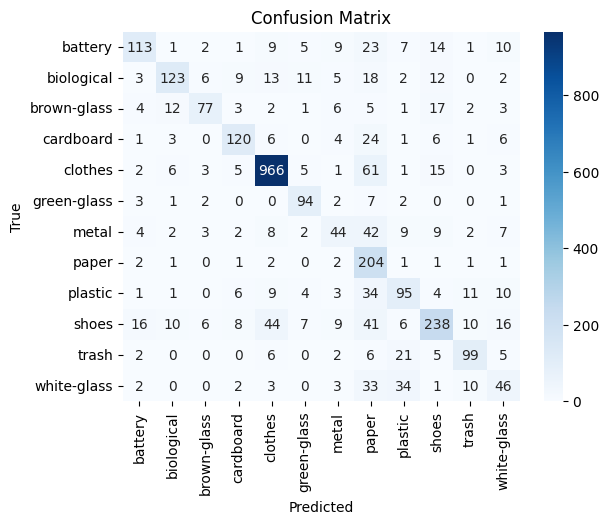 Confusion Matrix
battery 113 1 2 1 9 5 9 23 7 14 1 10
biological 3 123 6 9 13 11 5 18 2 12 0 2
brown-glass 4 12 77 3 2 1 6 5 1 17 2 3
cardboard 1 3 0 120 6 0 4 24 1 6 1 6
clothes 2 6 3 5 966 5 1 61 1 15 0 3
green-glass 3 1 2 0 0 94 2 7 2 0 0 1
metal 4 2 3 2 8 2 44 42 9 9 2 7
paper 2 1 0 1 2 0 2 204 1 1 1 1
plastic 1 1 0 6 9 4 3 34 95 4 11 10
shoes 16 10 6 8 44 7 9 41 6 238 10 16
trash 2 0 0 0 6 0 2 6 21 5 99 5
white-glass 2 0 0 2 3 0 3 33 34 1 10 46
True
battery
biological
brown-glass
cardboard
clothes
green-glass
metal
paper
plastic
shoes
trash
white-glass
Predicted
800
600
400
200
0